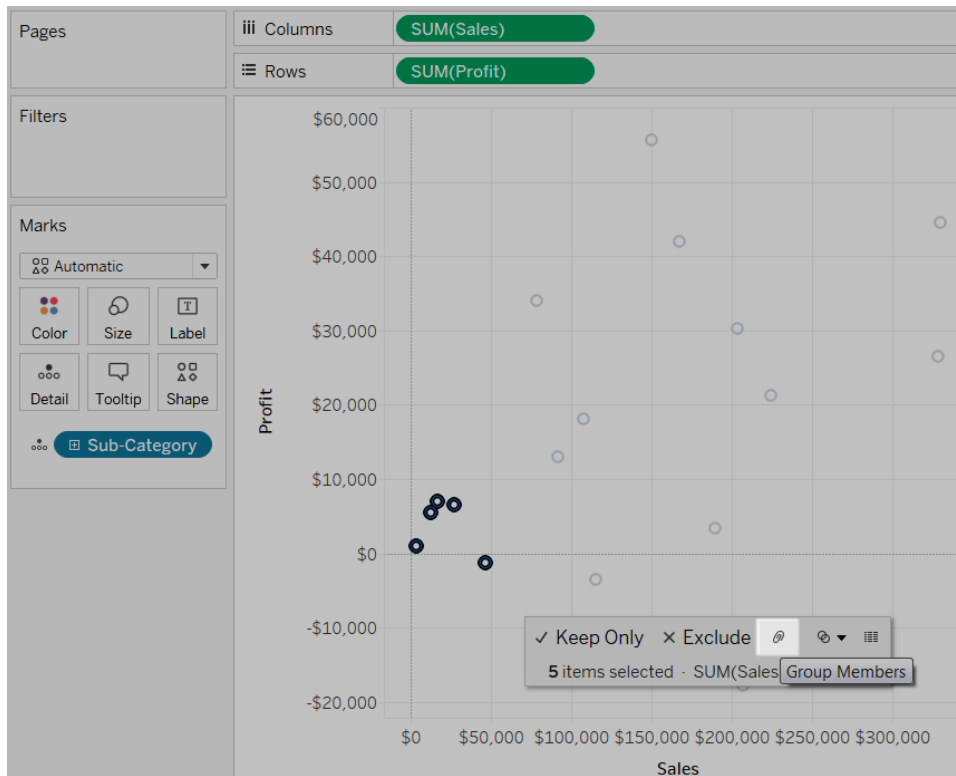 Pages
Columns SUM(Sales)
Rows SUM(Profit)
Filters
Marks
Automatic
Color Size Label
Detail Tooltip Shape
Sub-Category
Profit
$60,000
$50,000
$40,000
$30,000
$20,000
$10,000
$0
-$10,000
-$20,000
Keep Only Exclude
5 items selected · SUM(Sales Group Members
$0 $50,000 $100,000 $150,000 $200,000 $250,000 $300,000
Sales